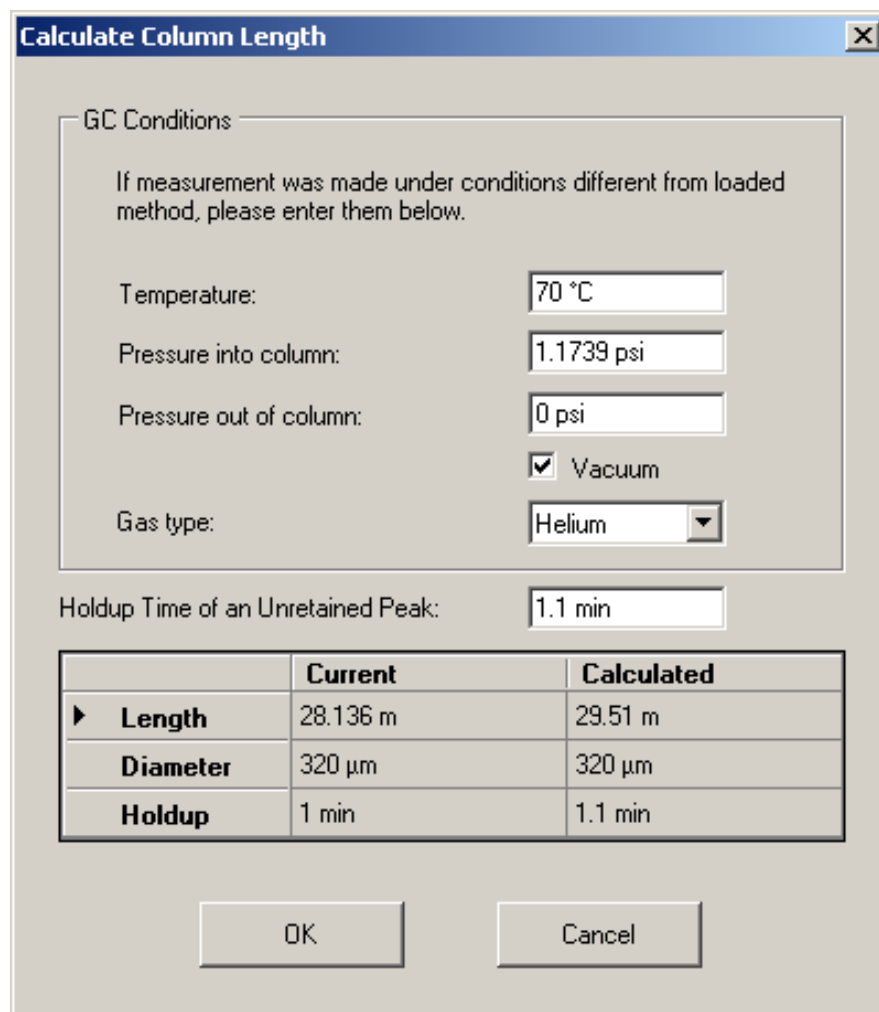 Calculate Column Length
GC Conditions
If measurement was made under conditions different from loaded
method, please enter them below.
Temperature: 70 °C
Pressure into column: 1.1739 psi
Pressure out of column: 0 psi
Vacuum
Gas type: Helium
Holdup Time of an Unretained Peak: 1.1 min
Current Calculated
Length 28.136 m 29.51 m
Diameter 320 µm 320 µm
Holdup 1 min 1.1 min
OK Cancel